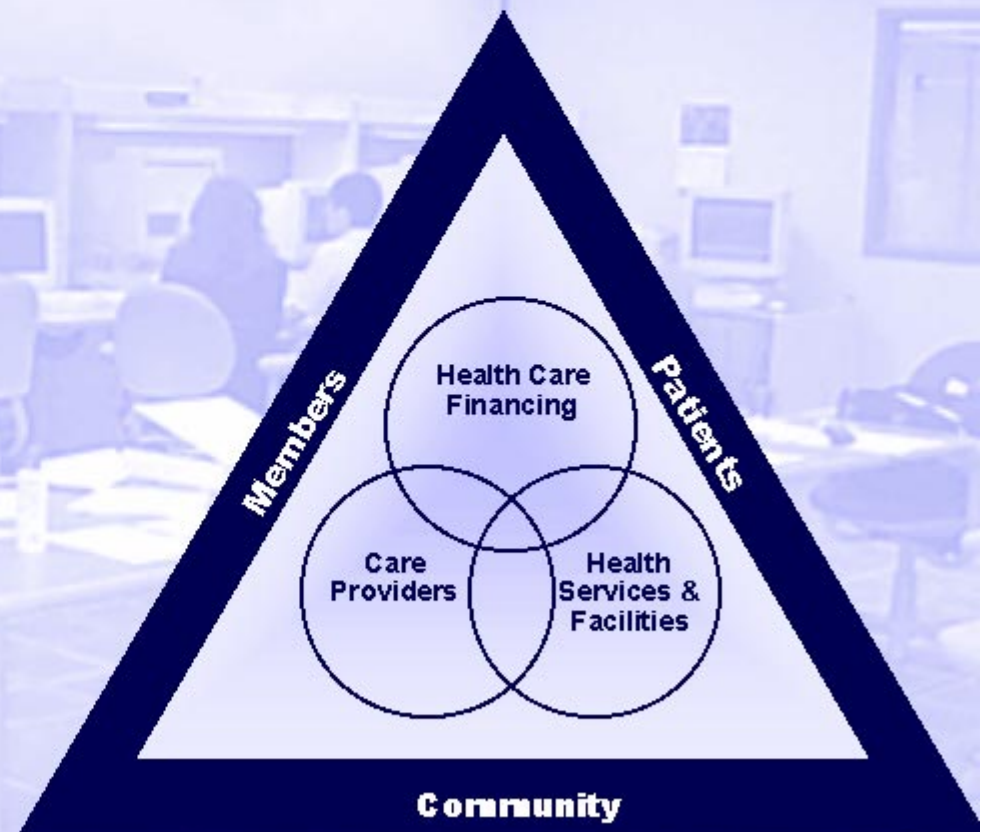 Health Care
Financing
Members
Patients
Care
Providers
Health
Services &
Facilities
Community